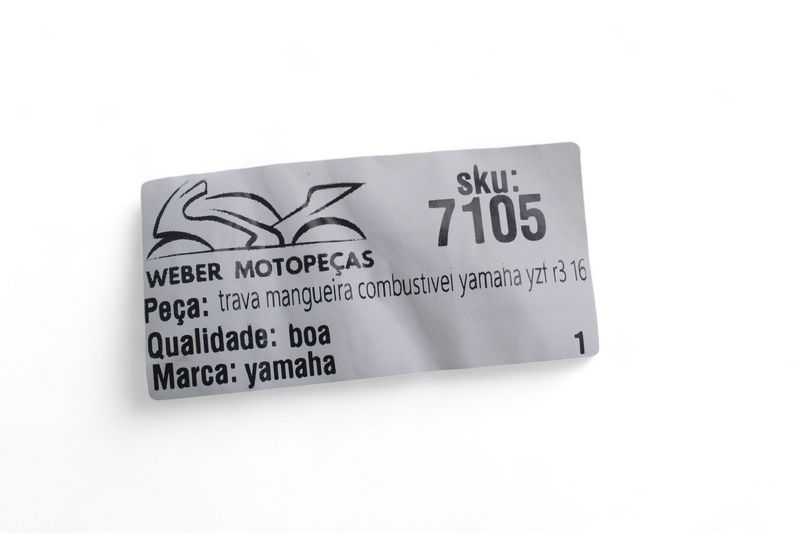 sku:
7105
WEBER MOTOPEÇAS
Peça: trava mangueira combustivel yamaha yzf r3 16
Qualidade: boa
Marca: yamaha
1